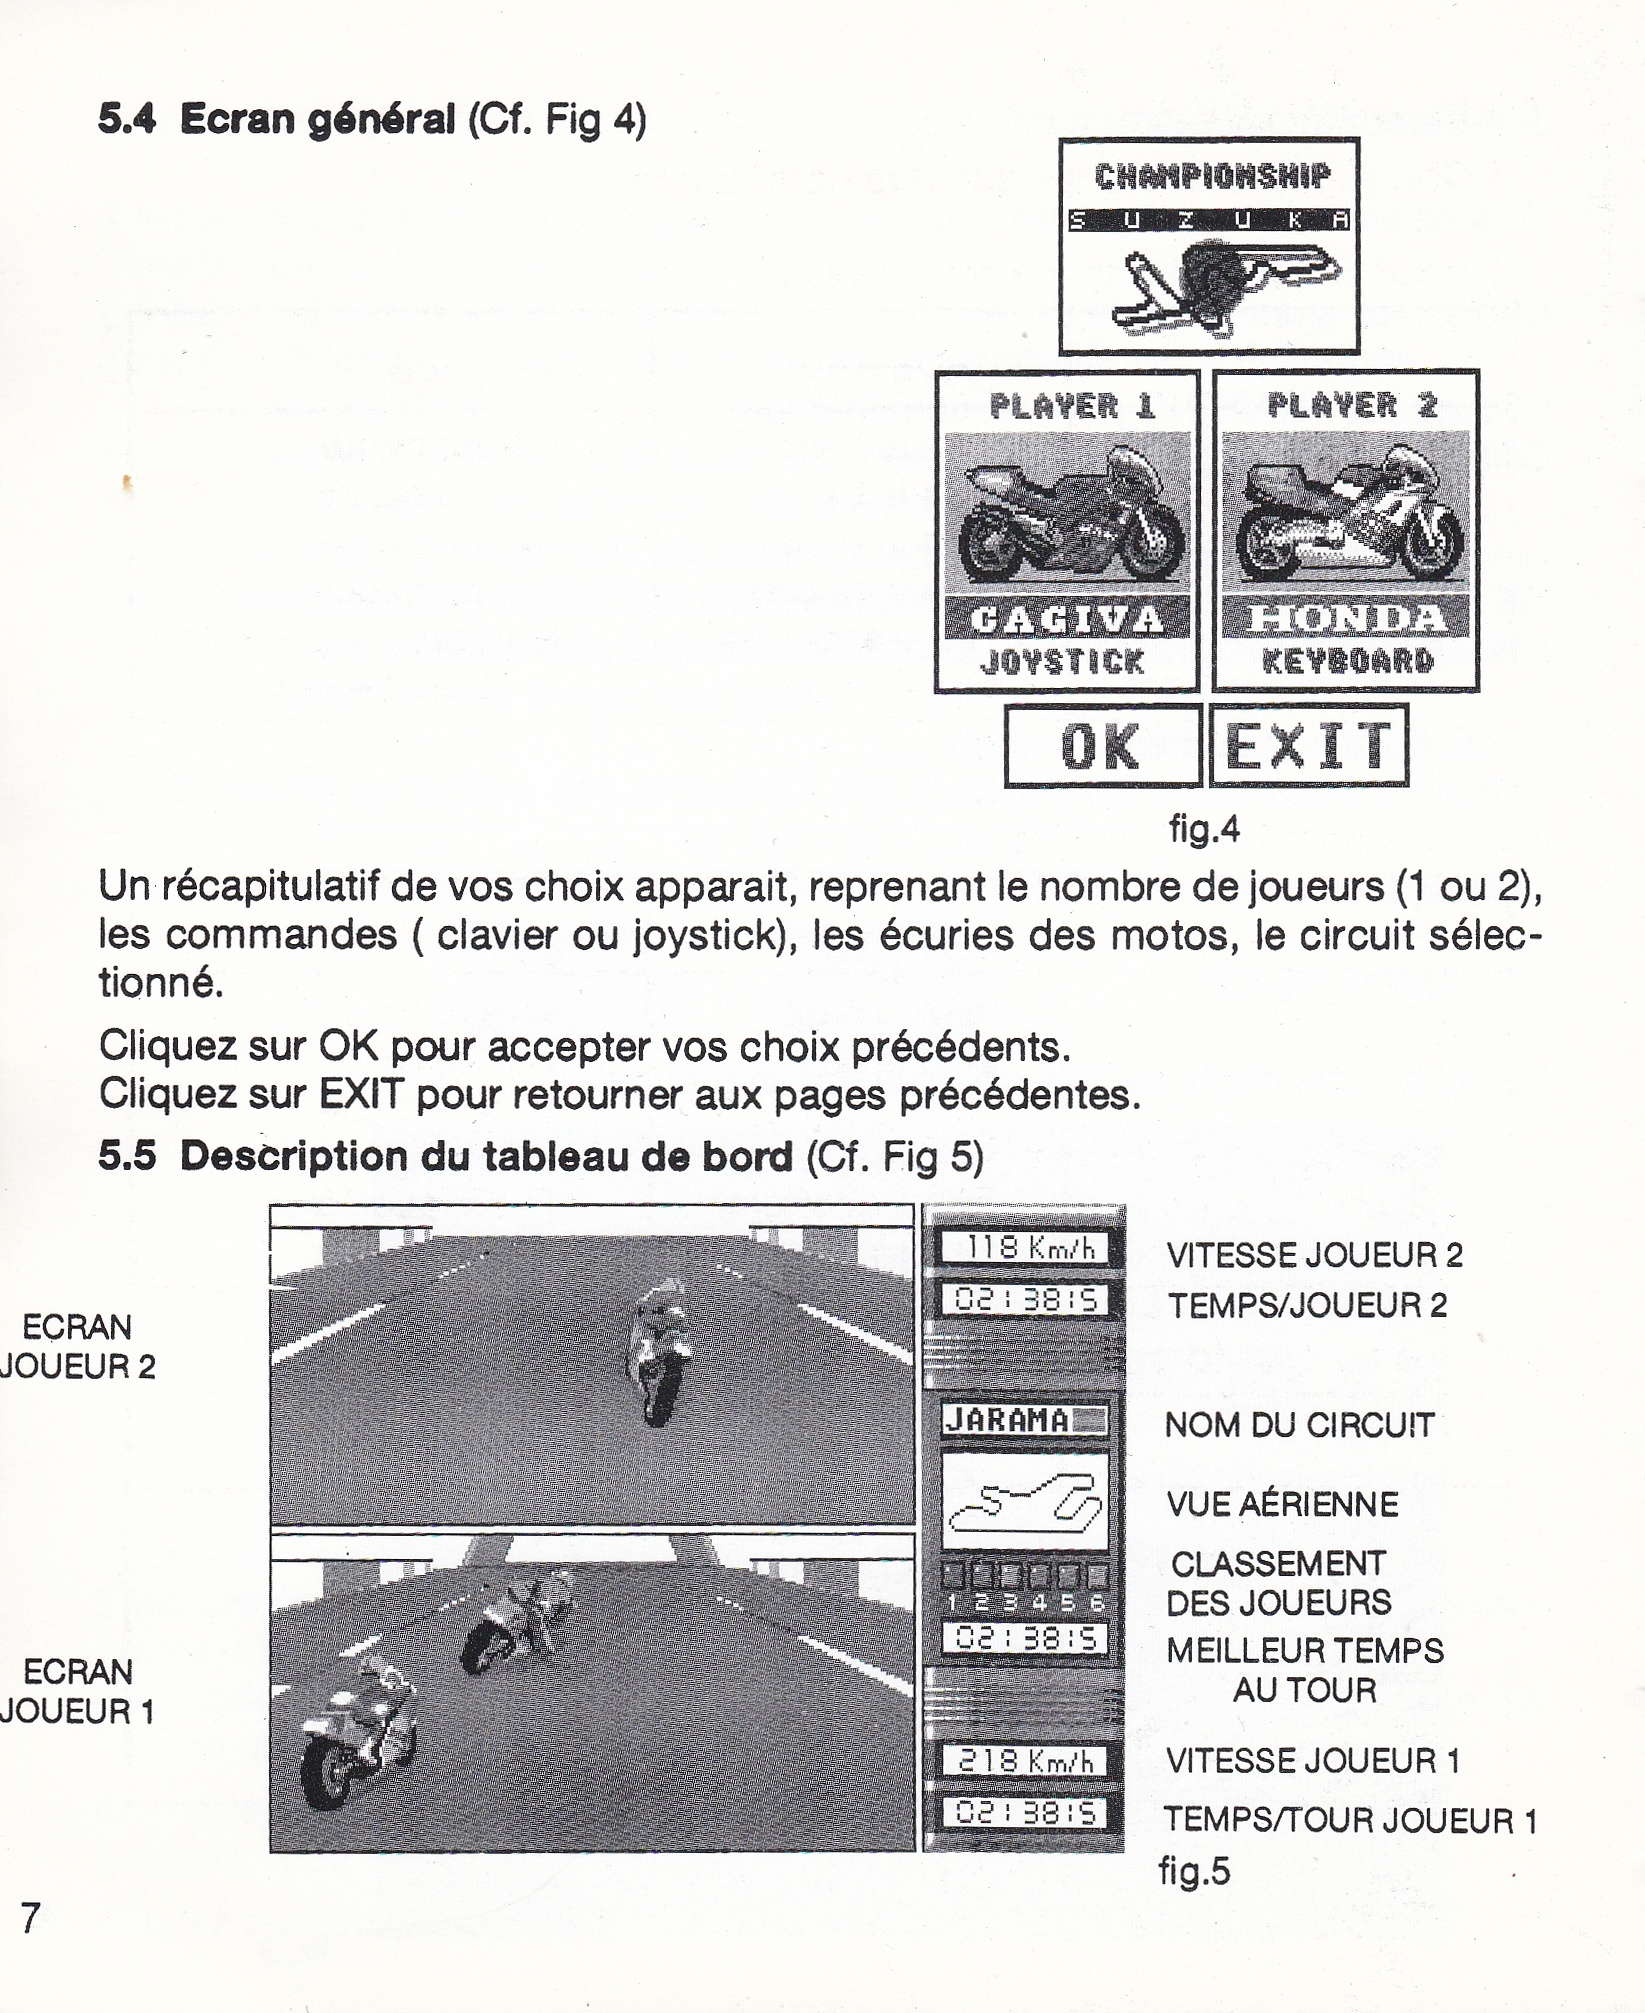 5.4 Ecran général (Cf. Fig 4)
CHAMPIONSHIP
SUZUKA
PLAYER 1
CAGIVA
JOYSTICK
PLAYER 2
HONDA
KEYBOARD
OK
EXIT
fig.4
Un récapitulatif de vos choix apparait, reprenant le nombre de joueurs (1 ou 2),
les commandes ( clavier ou joystick), les écuries des motos, le circuit sélec-
tionné.
Cliquez sur OK pour accepter vos choix précédents.
Cliquez sur EXIT pour retourner aux pages précédentes.
5.5 Description du tableau de bord (Cf. Fig 5)
ECRAN
JOUEUR 2
ECRAN
JOUEUR 1
118 Km/h
02:38:5
JARAMA
1 2 3 4 5 6
02:38:5
218 Km/h
02:38:5
VITESSE JOUEUR 2
TEMPS/JOUEUR 2
NOM DU CIRCUIT
VUE AÉRIENNE
CLASSEMENT
DES JOUEURS
MEILLEUR TEMPS
AU TOUR
VITESSE JOUEUR 1
TEMPS/TOUR JOUEUR 1
fig.5
7